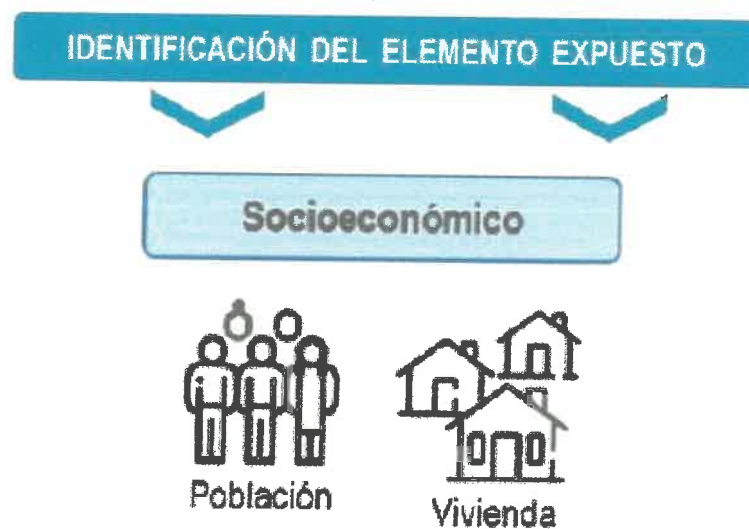 IDENTIFICACIÓN DEL ELEMENTO EXPUESTO
Socioeconómico
Población
Vivienda